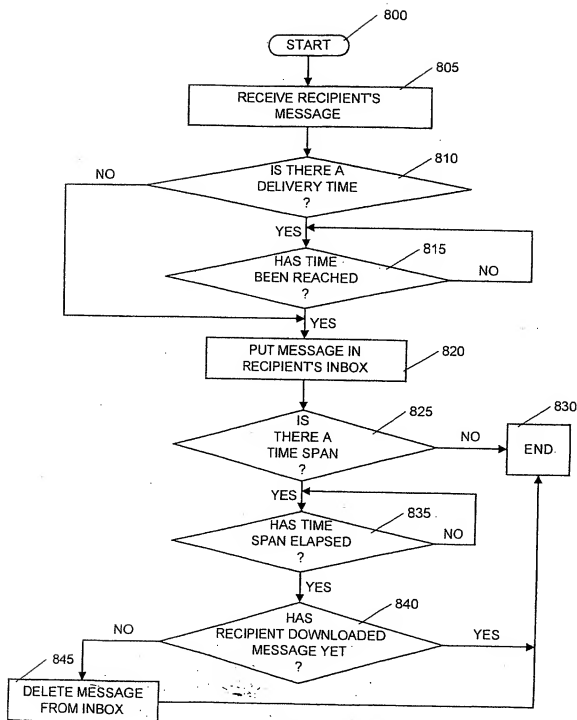 800
START
805
RECEIVE RECIPIENT'S
MESSAGE
810
NO
IS THERE A
DELIVERY TIME
?
YES
815
HAS TIME
BEEN REACHED
?
NO
YES
PUT MESSAGE IN
RECIPIENT'S INBOX
820
825
830
IS
THERE A
TIME SPAN
?
NO
END
YES
835
HAS TIME
SPAN ELAPSED
?
NO
YES
840
NO
HAS
RECIPIENT DOWNLOADED
MESSAGE YET
?
YES
845
DELETE MESSAGE
FROM INBOX